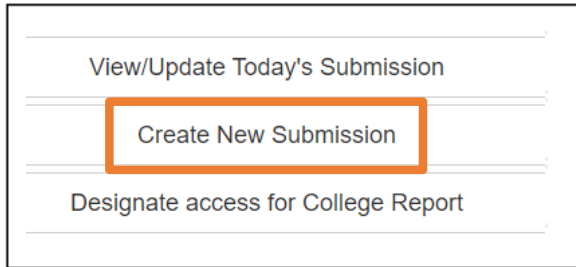 View/Update Today's Submission
Create New Submission
Designate access for College Report